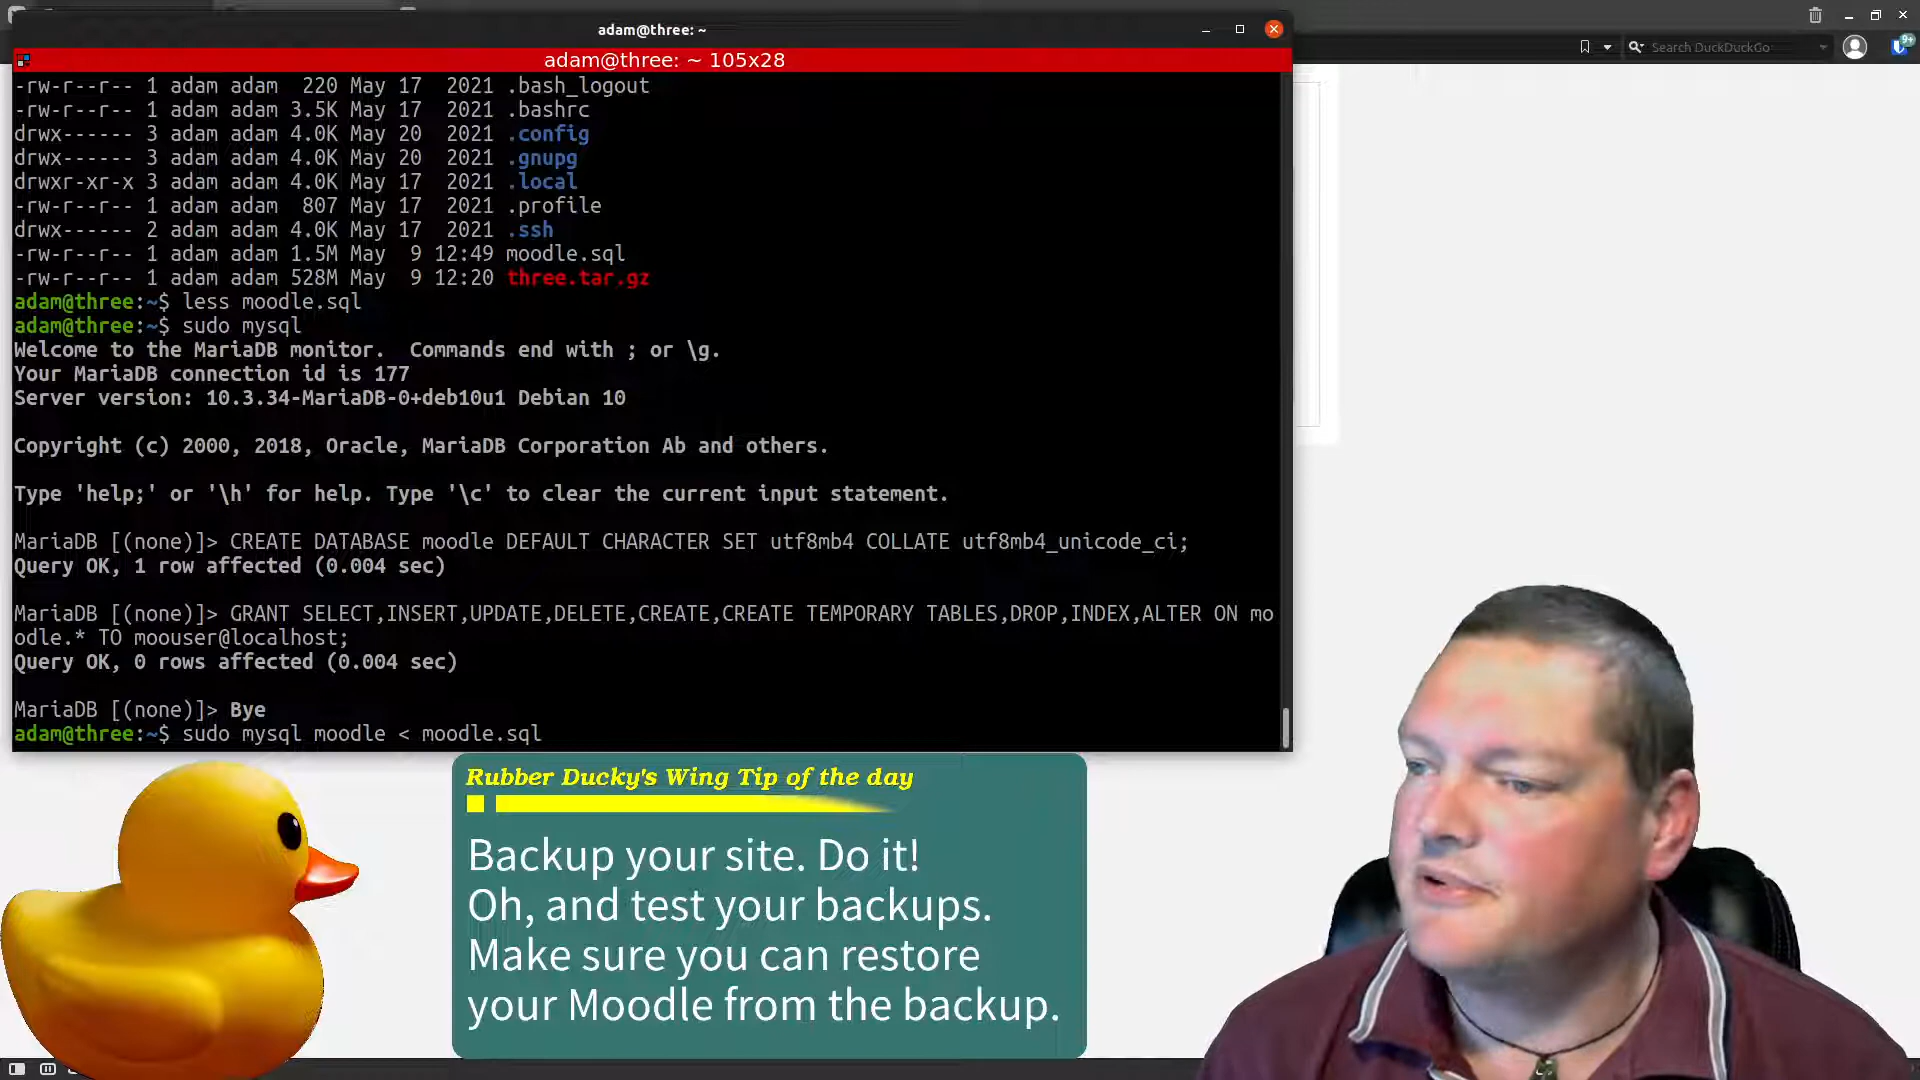 adam@three: ~
Search DuckDuckGo
9+
adam@three: ~ 105x28
-rw-r--r-- 1 adam adam  220 May 17  2021 .bash_logout
-rw-r--r-- 1 adam adam 3.5K May 17  2021 .bashrc
drwx------ 3 adam adam 4.0K May 20  2021 .config
drwx------ 3 adam adam 4.0K May 20  2021 .gnupg
drwxr-xr-x 3 adam adam 4.0K May 17  2021 .local
-rw-r--r-- 1 adam adam  807 May 17  2021 .profile
drwx------ 2 adam adam 4.0K May 17  2021 .ssh
-rw-r--r-- 1 adam adam 1.5M May  9 12:49 moodle.sql
-rw-r--r-- 1 adam adam 528M May  9 12:20 three.tar.gz
adam@three:~$ less moodle.sql
adam@three:~$ sudo mysql
Welcome to the MariaDB monitor.  Commands end with ; or \g.
Your MariaDB connection id is 177
Server version: 10.3.34-MariaDB-0+deb10u1 Debian 10
Copyright (c) 2000, 2018, Oracle, MariaDB Corporation Ab and others.
Type 'help;' or '\h' for help. Type '\c' to clear the current input statement.
MariaDB [(none)]> CREATE DATABASE moodle DEFAULT CHARACTER SET utf8mb4 COLLATE utf8mb4_unicode_ci;
Query OK, 1 row affected (0.004 sec)
MariaDB [(none)]> GRANT SELECT,INSERT,UPDATE,DELETE,CREATE,CREATE TEMPORARY TABLES,DROP,INDEX,ALTER ON mo
odle.* TO moouser@localhost;
Query OK, 0 rows affected (0.004 sec)
MariaDB [(none)]> Bye
adam@three:~$ sudo mysql moodle < moodle.sql
Rubber Ducky's Wing Tip of the day
Backup your site. Do it!
Oh, and test your backups.
Make sure you can restore
your Moodle from the backup.